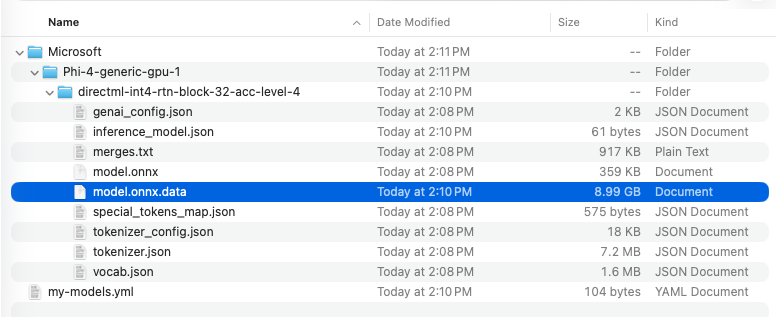 Name Date Modified Size Kind
Microsoft Today at 2:11 PM -- Folder
Phi-4-generic-gpu-1 Today at 2:11 PM -- Folder
directml-int4-rtn-block-32-acc-level-4 Today at 2:10 PM -- Folder
genai_config.json Today at 2:08 PM 2 KB JSON Document
inference_model.json Today at 2:10 PM 61 bytes JSON Document
merges.txt Today at 2:08 PM 917 KB Plain Text
model.onnx Today at 2:08 PM 359 KB Document
model.onnx.data Today at 2:10 PM 8.99 GB Document
special_tokens_map.json Today at 2:08 PM 575 bytes JSON Document
tokenizer_config.json Today at 2:08 PM 18 KB JSON Document
tokenizer.json Today at 2:08 PM 7.2 MB JSON Document
vocab.json Today at 2:08 PM 1.6 MB JSON Document
my-models.yml Today at 2:10 PM 104 bytes YAML Document